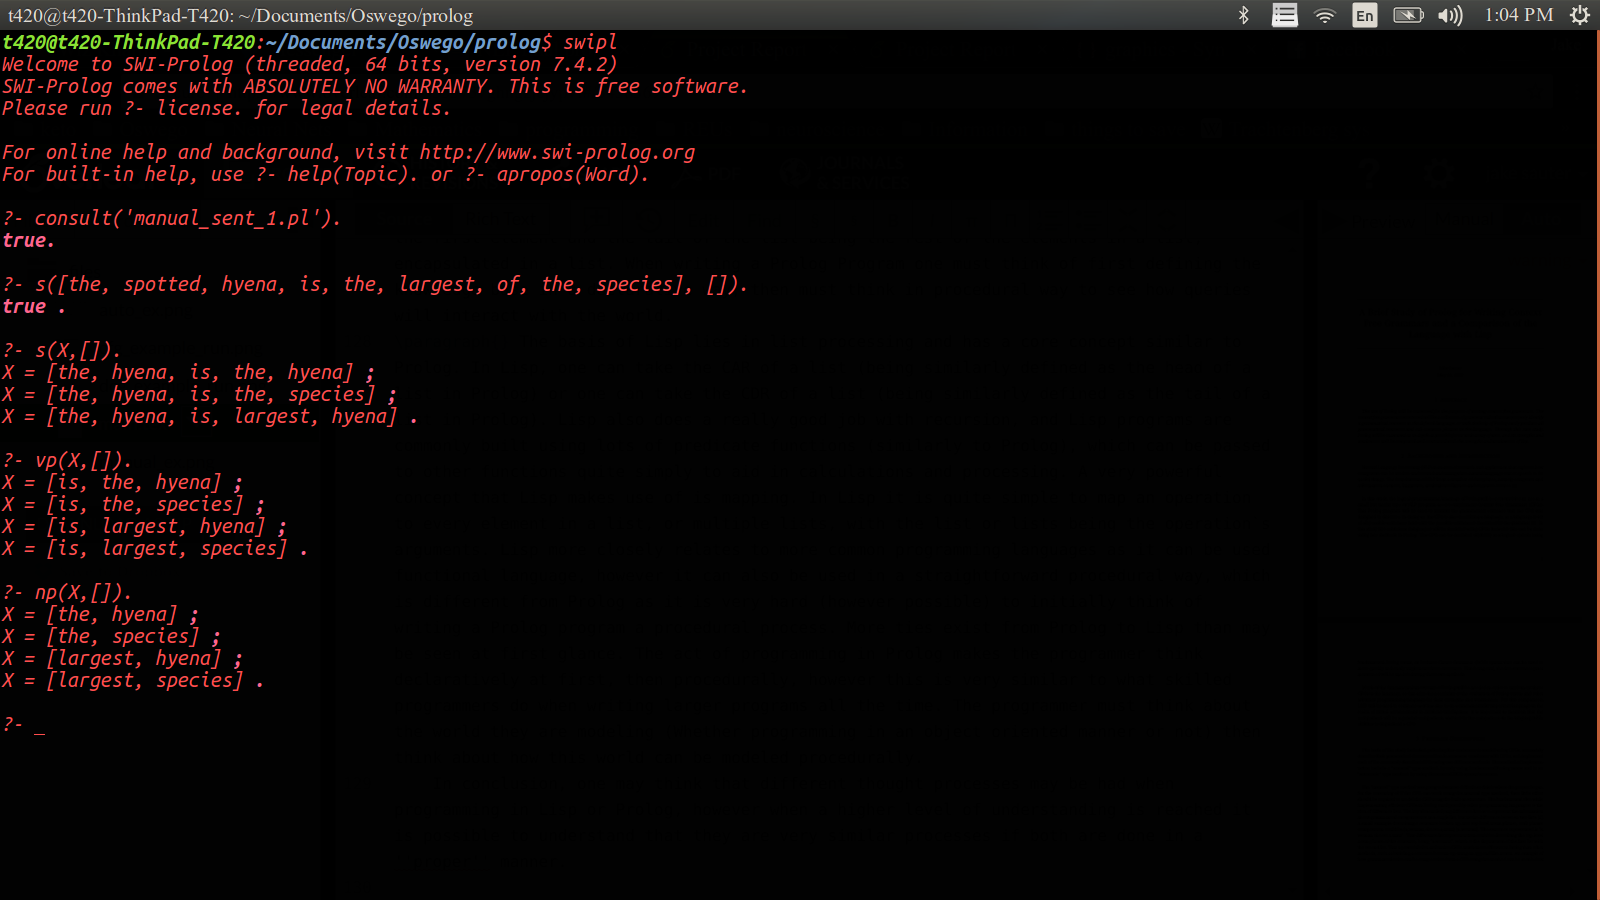 t420@t420-ThinkPad-T420: ~/Documents/Oswego/prolog
En
1:04 PM
t420@t420-ThinkPad-T420:~/Documents/Oswego/prolog$ swipl
Welcome to SWI-Prolog (threaded, 64 bits, version 7.4.2)
SWI-Prolog comes with ABSOLUTELY NO WARRANTY. This is free software.
Please run ?- license. for legal details.
For online help and background, visit http://www.swi-prolog.org
For built-in help, use ?- help(Topic). or ?- apropos(Word).
?- consult('manual_sent_1.pl').
true.
?- s([the, spotted, hyena, is, the, largest, of, the, species], []).
true .
?- s(X,[]).
X = [the, hyena, is, the, hyena] ;
X = [the, hyena, is, the, species] ;
X = [the, hyena, is, largest, hyena] .
?- vp(X,[]).
X = [is, the, hyena] ;
X = [is, the, species] ;
X = [is, largest, hyena] ;
X = [is, largest, species] .
?- np(X,[]).
X = [the, hyena] ;
X = [the, species] ;
X = [largest, hyena] ;
X = [largest, species] .
?- _